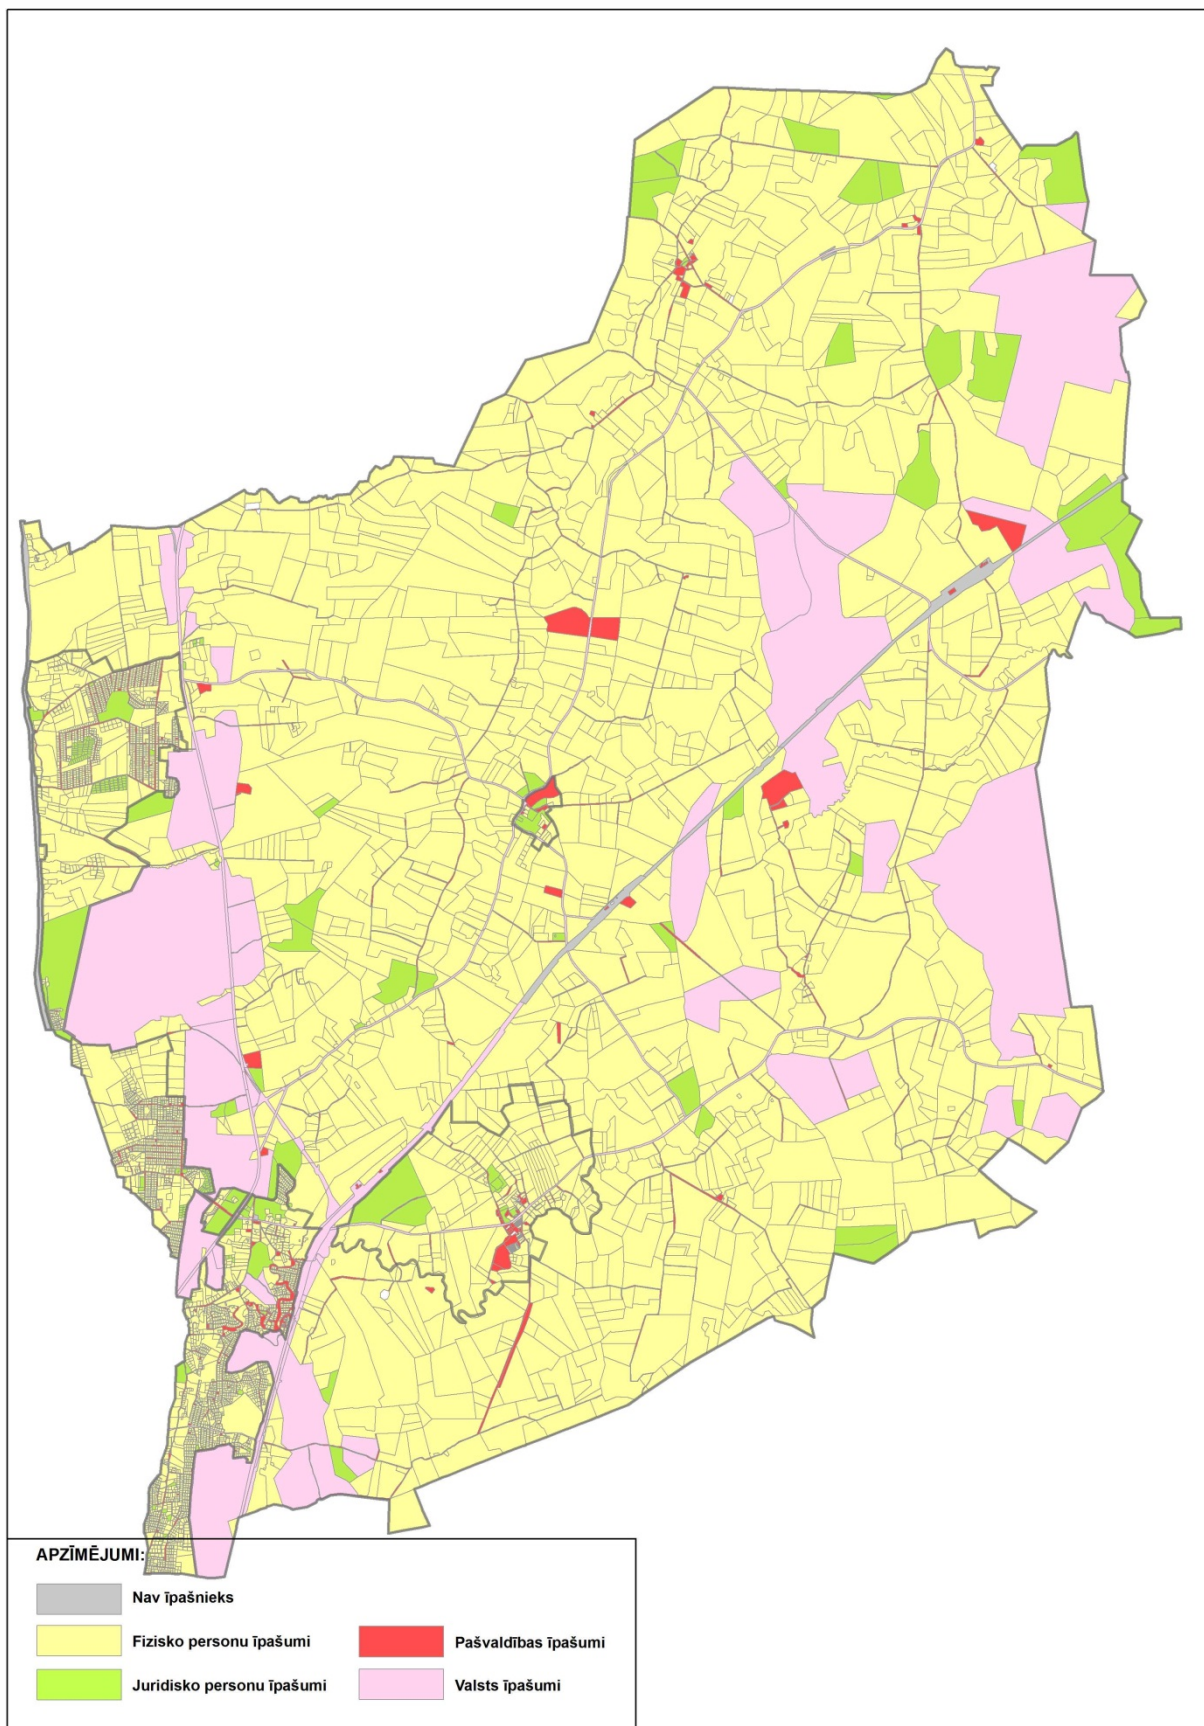 APZĪMĒJUMI:
Nav īpašnieks
Fizisko personu īpašumi
Juridisko personu īpašumi
Pašvaldības īpašumi
Valsts īpašumi